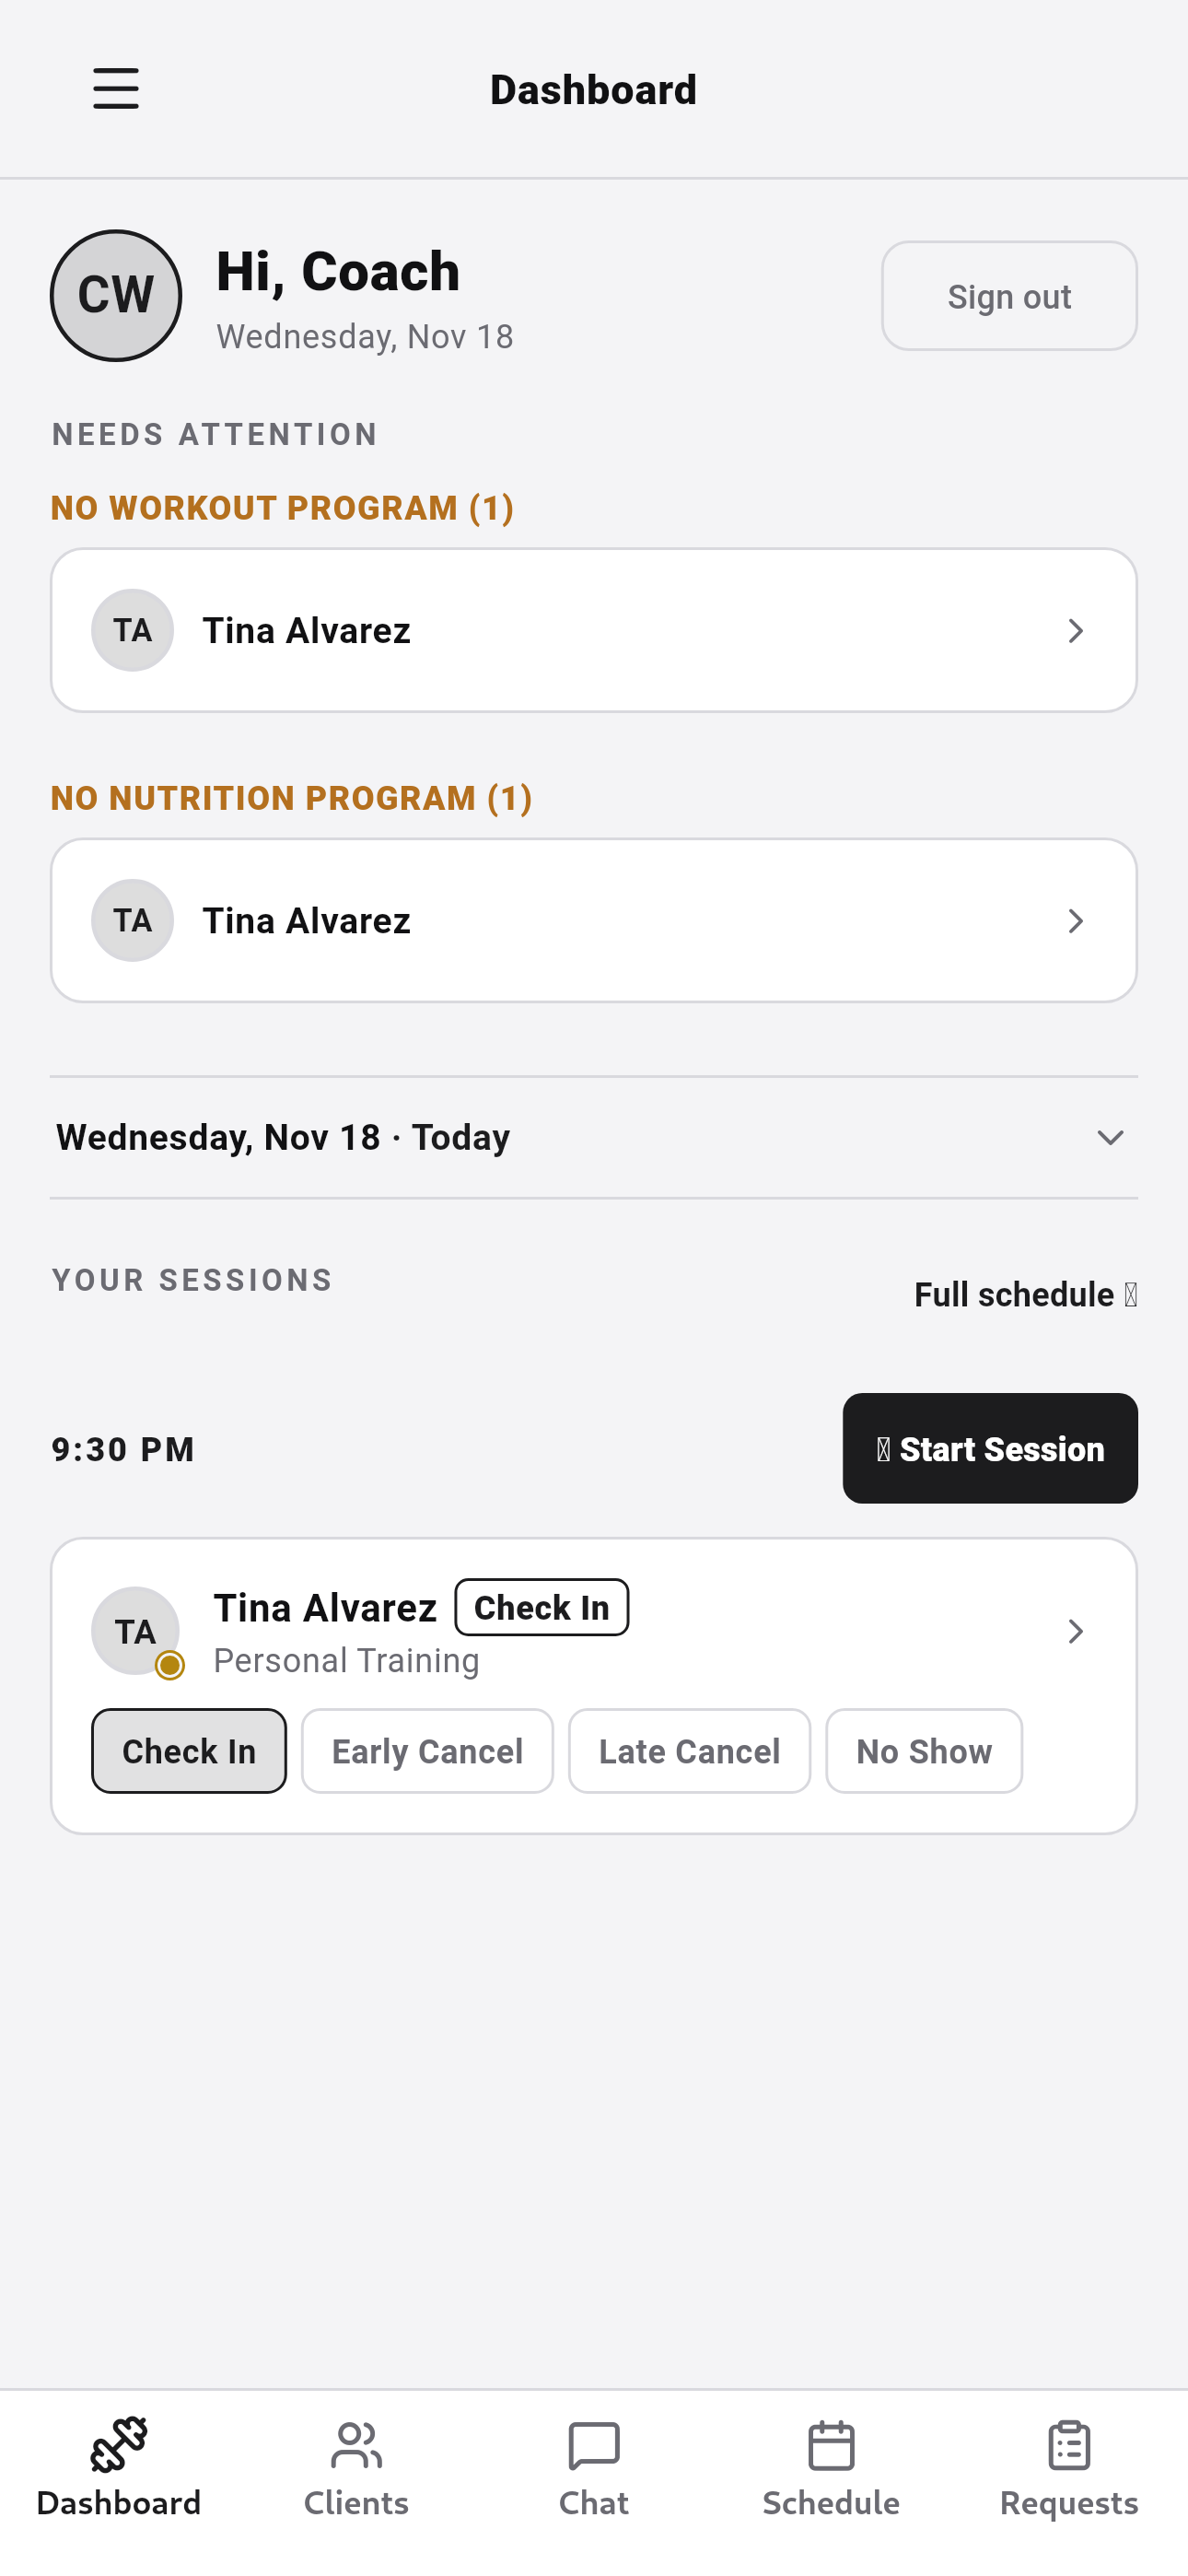 Dashboard
CW
Hi, Coach
Wednesday, Nov 18
Sign out
NEEDS ATTENTION
NO WORKOUT PROGRAM (1)
TA
Tina Alvarez
NO NUTRITION PROGRAM (1)
TA
Tina Alvarez
Wednesday, Nov 18 · Today
YOUR SESSIONS
Full schedule
9:30 PM
Start Session
TA
Tina Alvarez
Check In
Personal Training
Check In
Early Cancel
Late Cancel
No Show
Dashboard
Clients
Chat
Schedule
Requests